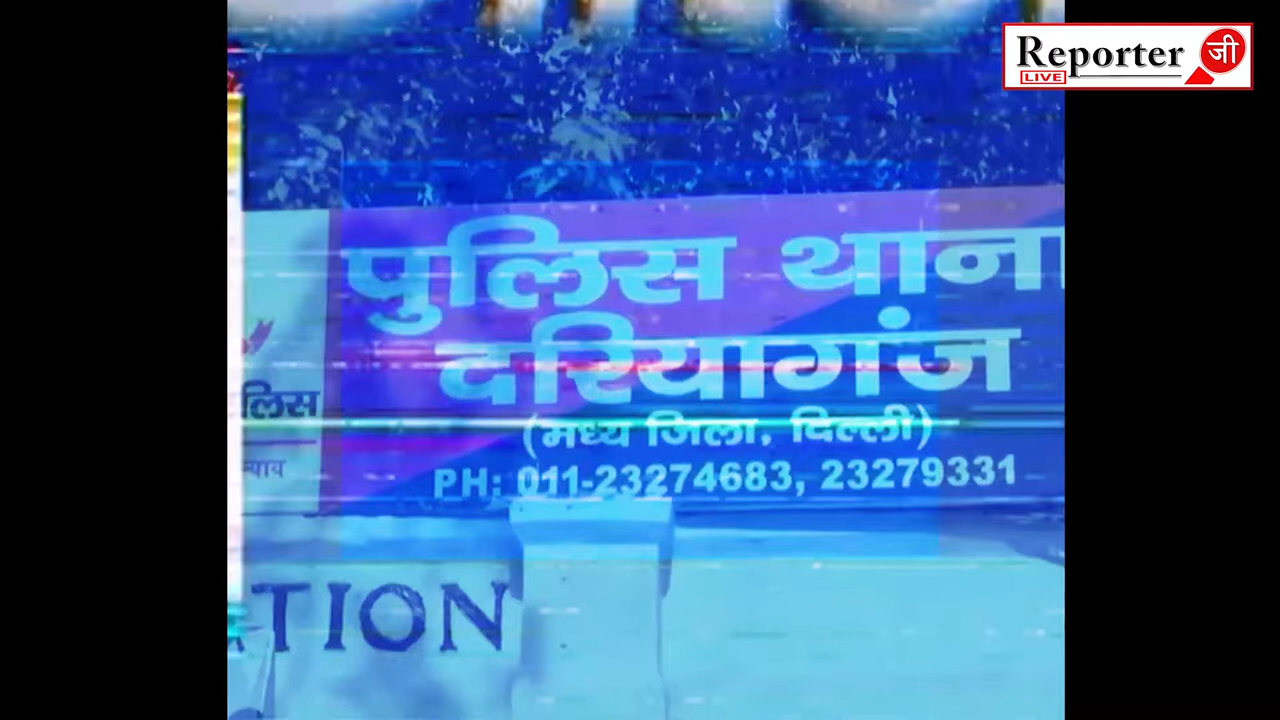 Reporter जी
LIVE
पुलिस थाना
दरियागंज
लिस
(मध्य जिला, दिल्ली)
न्याय
PH: 011-23274683, 23279331
TION